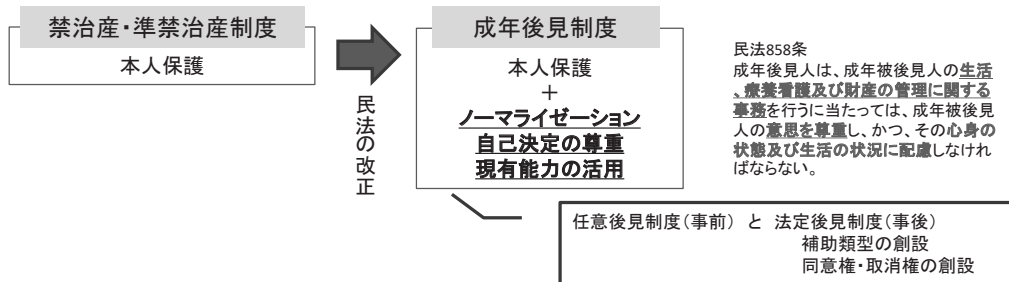 禁治産・準禁治産制度
本人保護
民法の改正
成年後見制度
本人保護
+
ノーマライゼーション
自己決定の尊重
現有能力の活用
民法858条
成年後見人は、成年被後見人の生活
、療養看護及び財産の管理に関する
事務を行うに当たっては、成年被後見
人の意思を尊重し、かつ、その心身の
状態及び生活の状況に配慮しなけれ
ばならない。
任意後見制度(事前) と 法定後見制度(事後)
補助類型の創設
同意権・取消権の創設